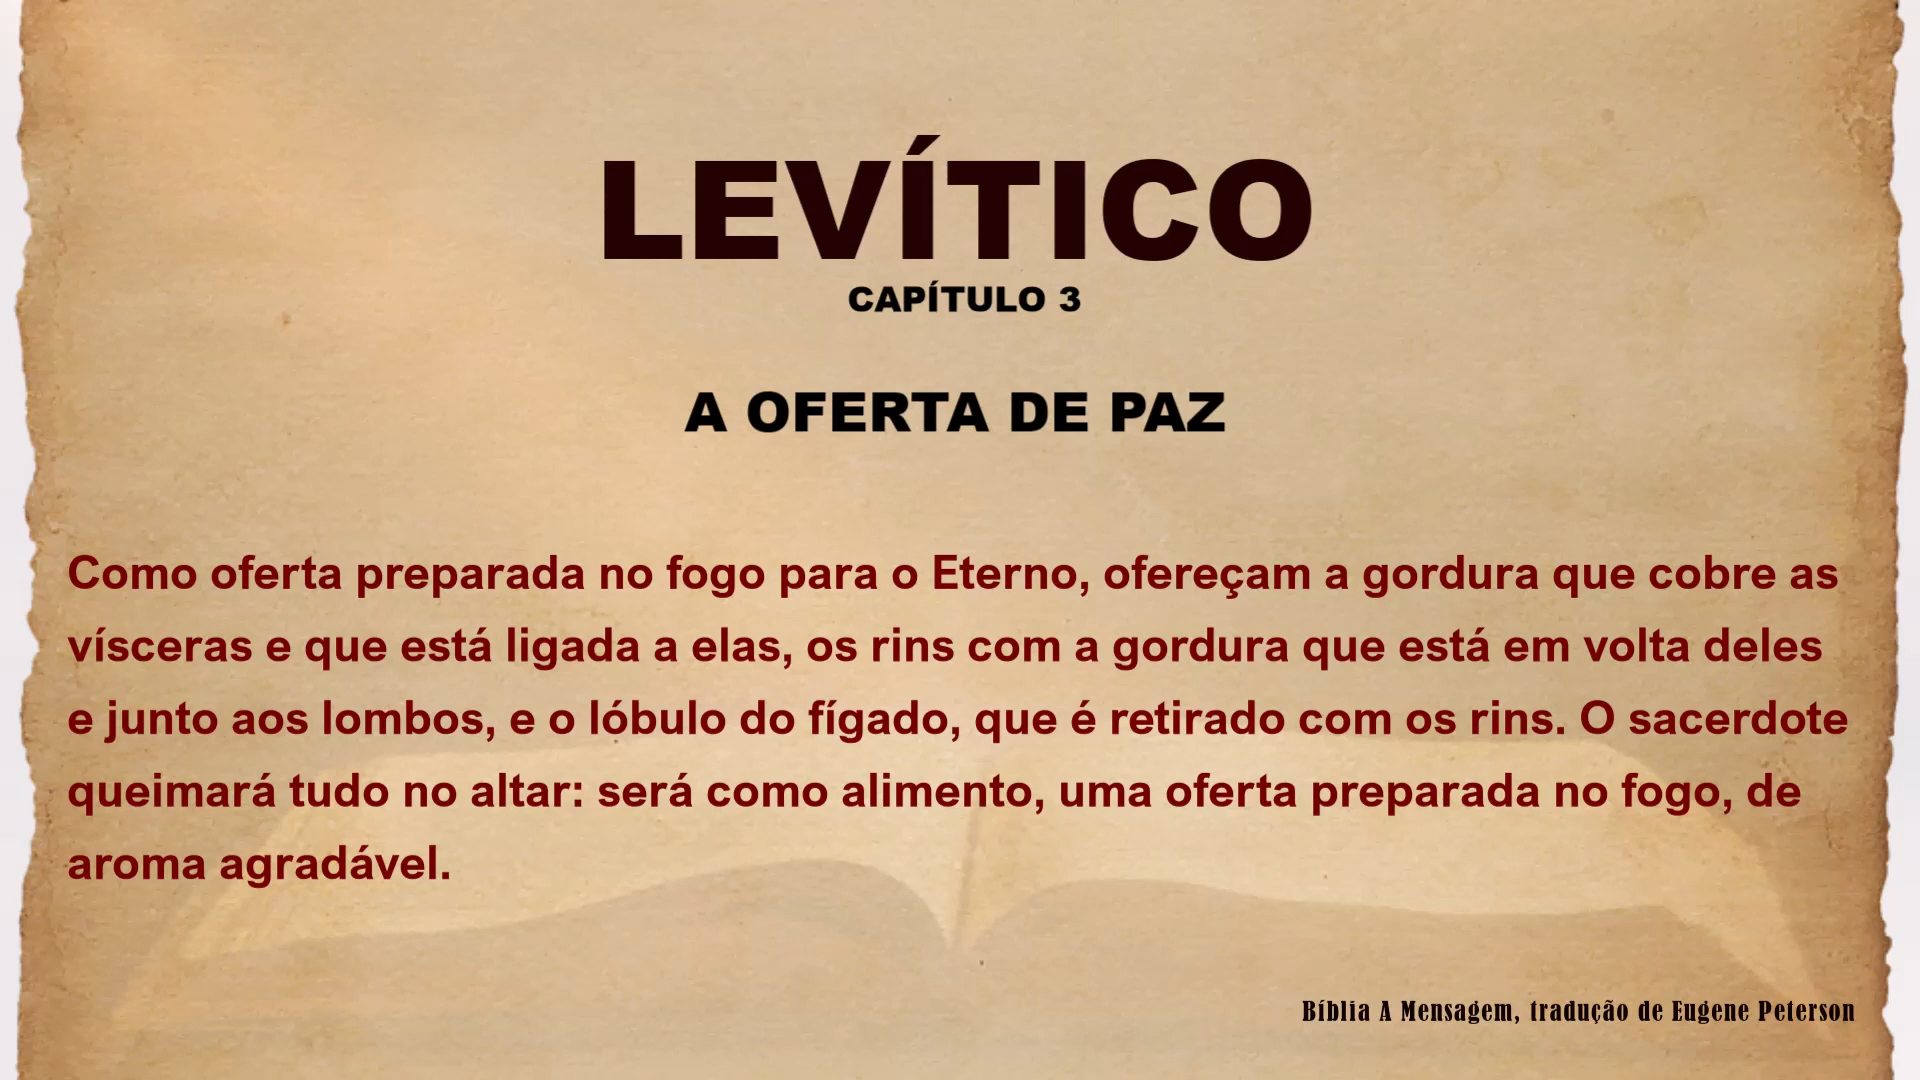 LEVÍTICO
CAPÍTULO 3
A OFERTA DE PAZ
Como oferta preparada no fogo para o Eterno, ofereçam a gordura que cobre as
vísceras e que está ligada a elas, os rins com a gordura que está em volta deles
e junto aos lombos, e o lóbulo do fígado, que é retirado com os rins. O sacerdote
queimará tudo no altar: será como alimento, uma oferta preparada no fogo, de
aroma agradável.
Bíblia A Mensagem, tradução de Eugene Peterson